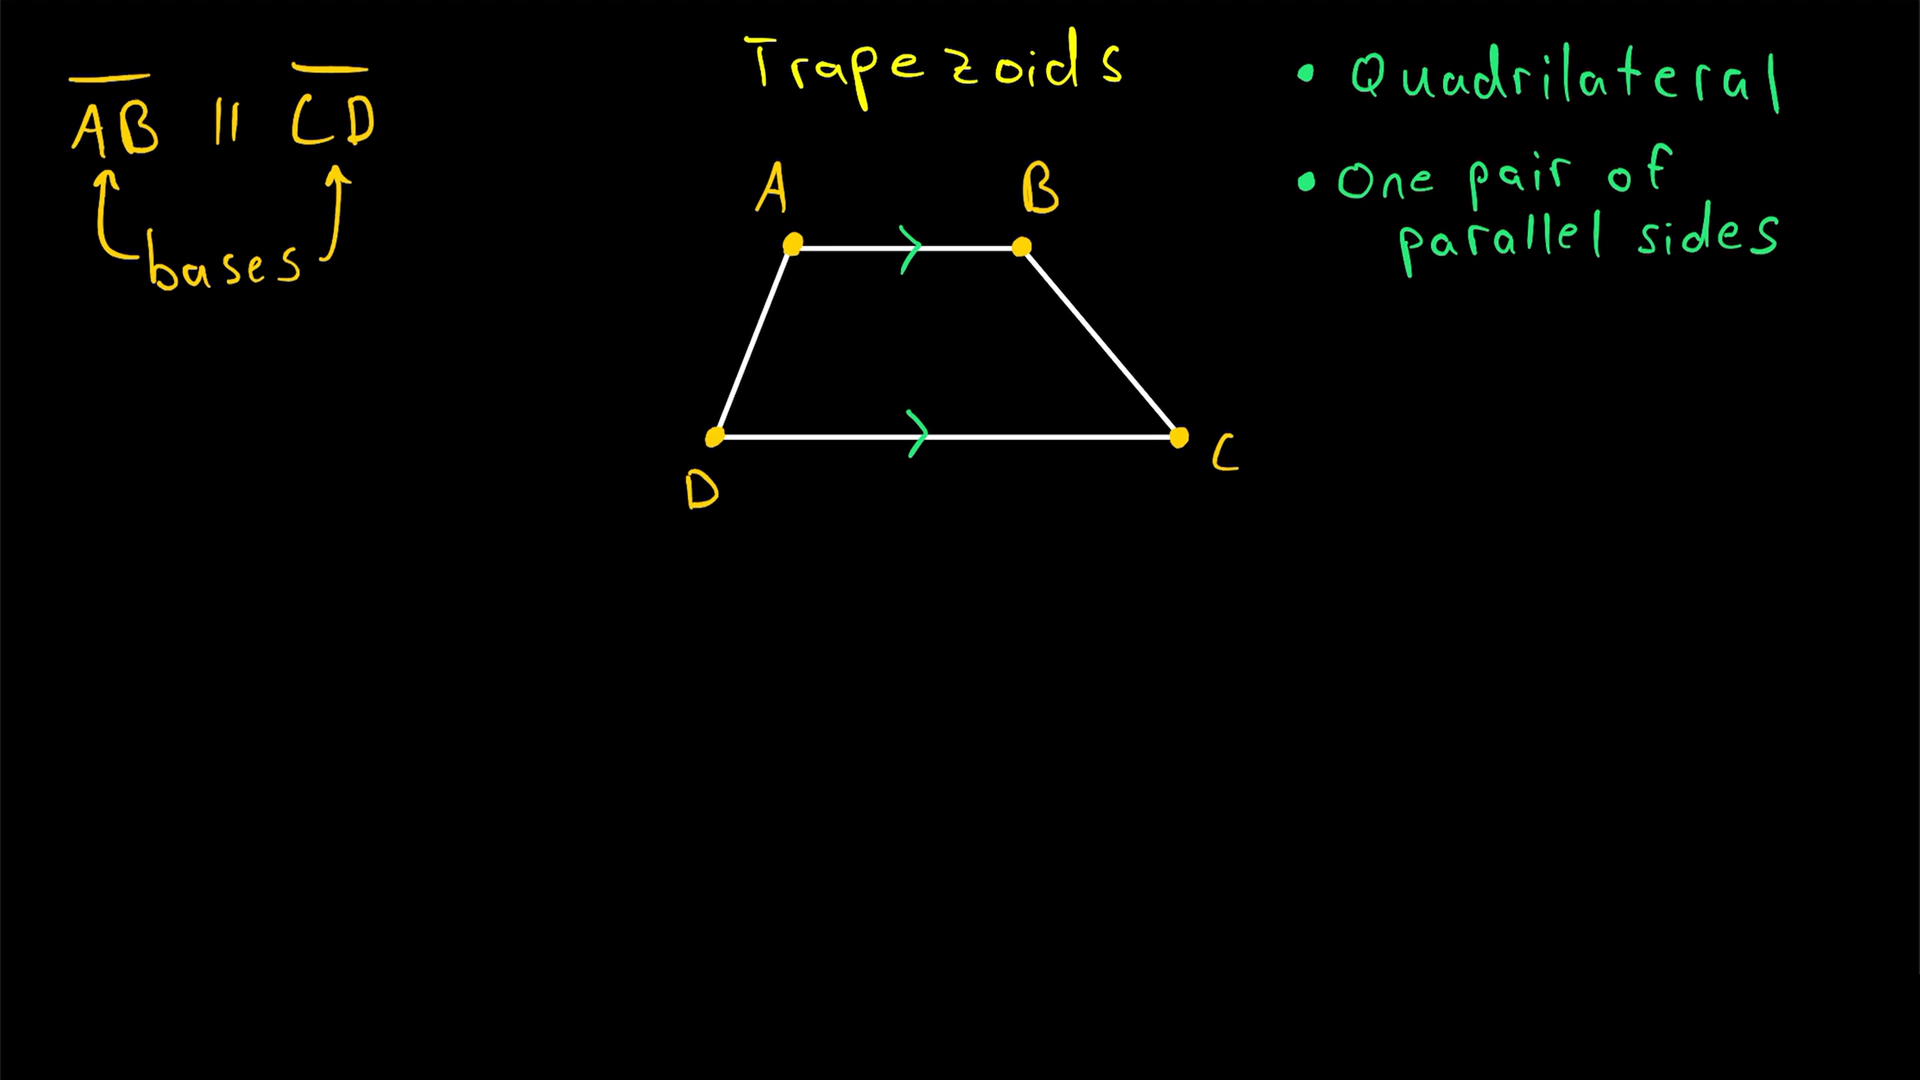 Trapezoids
AB || CD
bases
A
B
D
C
• Quadrilateral
• One pair of
parallel sides